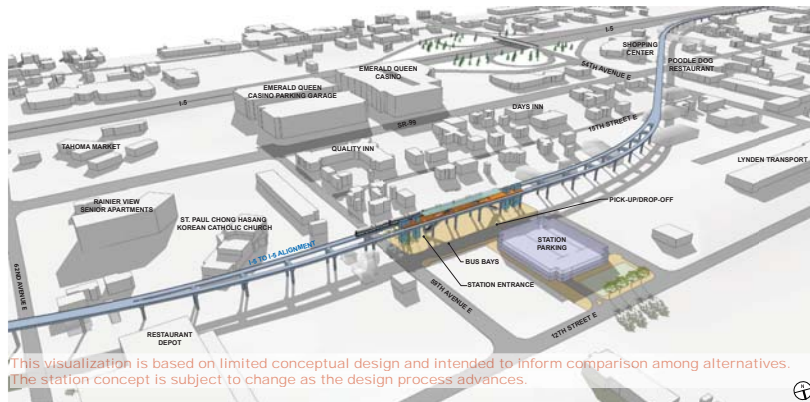 I-5
SHOPPING
CENTER
POODLE DOG
RESTAURANT
54TH AVENUE E
EMERALD QUEEN
CASINO
EMERALD QUEEN
CASINO PARKING GARAGE
I-5
SR-99
DAYS INN
15TH STREET E
TAHOMA MARKET
QUALITY INN
LYNDEN TRANSPORT
RAINIER VIEW
SENIOR APARTMENTS
PICK-UP/DROP-OFF
ST. PAUL CHONG HASANG
KOREAN CATHOLIC CHURCH
STATION
PARKING
I-5 TO I-5 ALIGNMENT
BUS BAYS
STATION ENTRANCE
62ND AVENUE E
59TH AVENUE E
12TH STREET E
RESTAURANT
DEPOT
This visualization is based on limited conceptual design and intended to inform comparison among alternatives.
The station concept is subject to change as the design process advances.
N